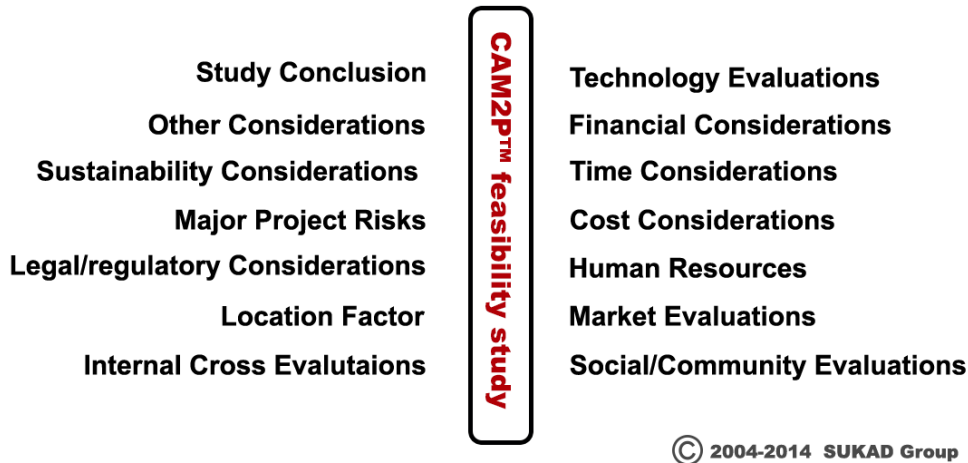 Study Conclusion
Other Considerations
Sustainability Considerations
Major Project Risks
Legal/regulatory Considerations
Location Factor
Internal Cross Evalutaions
CAM2P™ feasibility study
Technology Evaluations
Financial Considerations
Time Considerations
Cost Considerations
Human Resources
Market Evaluations
Social/Community Evaluations
© 2004-2014 SUKAD Group